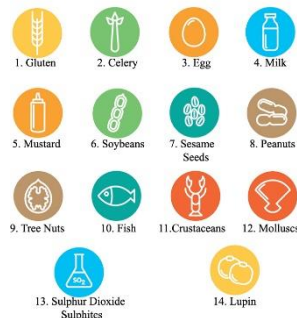 1. Gluten
2. Celery
3. Egg
4. Milk
5. Mustard
6. Soybeans
7. Sesame
Seeds
8. Peanuts
9. Tree Nuts
10. Fish
11.Crustaceans
12. Molluscs
SO₂
13. Sulphur Dioxide
Sulphites
14. Lupin